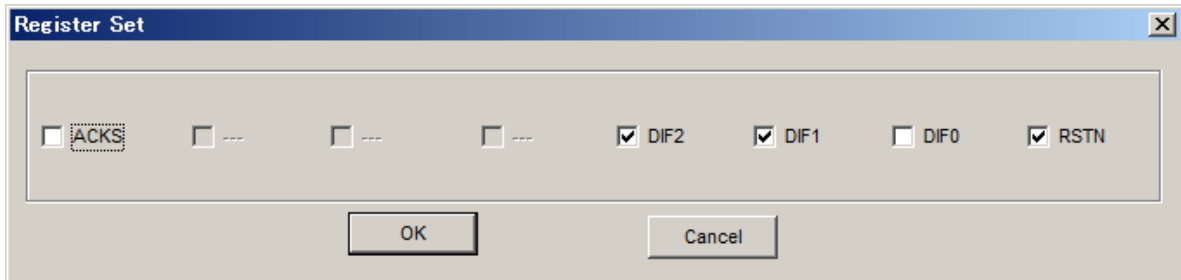 Register Set
ACKS --- --- --- DIF2 DIF1 DIF0 RSTN
OK Cancel